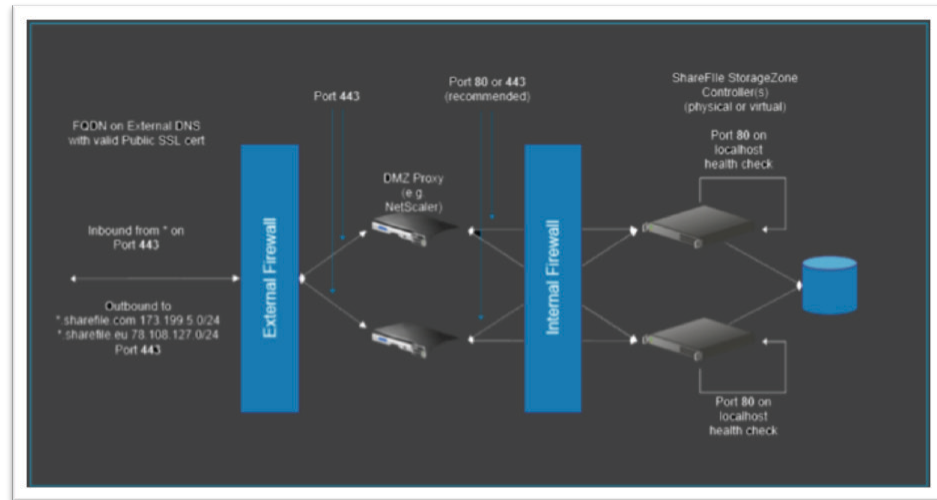 FQDN on External DNS
with valid Public SSL cert
Inbound from * on
Port 443
Outbound to
*.sharefile.com 173.199.5.0/24
*.sharefile.eu 78.108.127.0/24
Port 443
External Firewall
Port 443
DMZ Proxy
(e.g.
NetScaler)
Port 80 or 443
(recommended)
Internal Firewall
ShareFile StorageZone
Controller(s)
(physical or virtual)
Port 80 on
localhost
health check
Port 80 on
localhost
health check